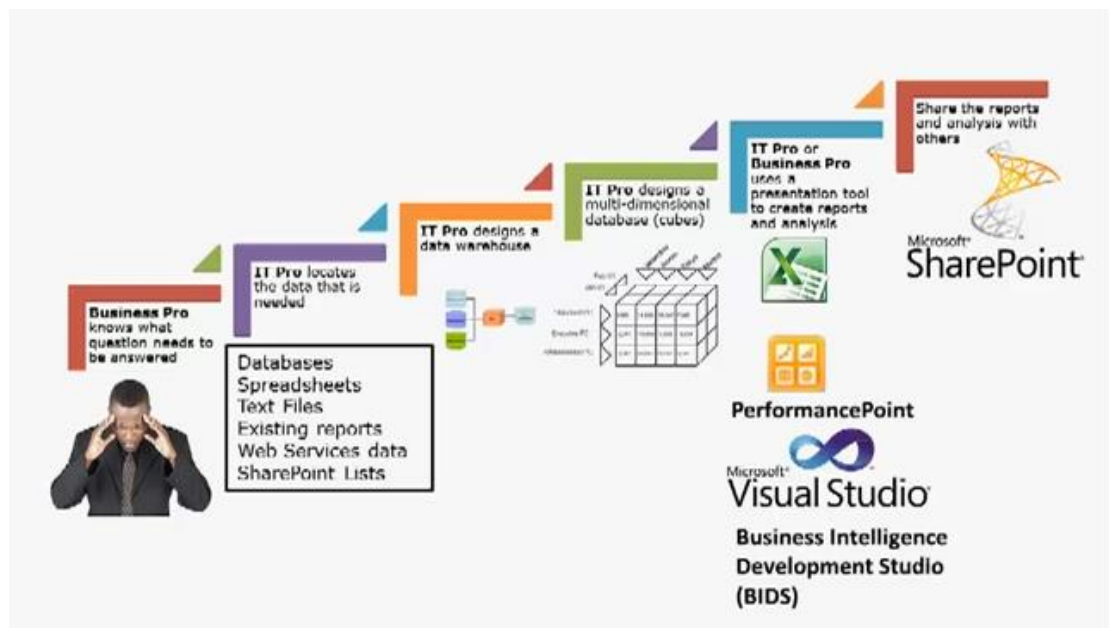 Business Pro
knows what
question needs to
be answered
IT Pro locates
the data that is
needed
Databases
Spreadsheets
Text Files
Existing reports
Web Services data
SharePoint Lists
IT Pro designs a
data warehouse
IT Pro designs a
multi-dimensional
database (cubes)
IT Pro or
Business Pro
uses a
presentation tool
to create reports
and analysis
PerformancePoint
Microsoft®
Visual Studio®
Business Intelligence
Development Studio
(BIDS)
Share the reports
and analysis with
others
Microsoft®
SharePoint®